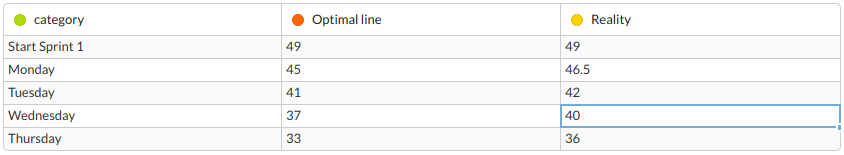 category Optimal line Reality
Start Sprint 1 49 49
Monday 45 46.5
Tuesday 41 42
Wednesday 37 40
Thursday 33 36